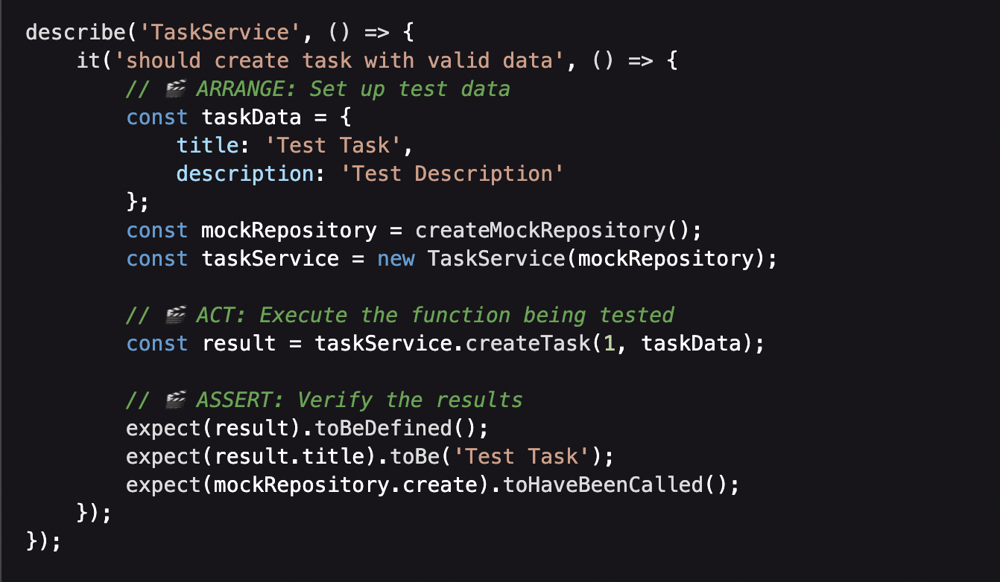 describe('TaskService', () => {
    it('should create task with valid data', () => {
        // 🎬 ARRANGE: Set up test data
        const taskData = {
            title: 'Test Task',
            description: 'Test Description'
        };
        const mockRepository = createMockRepository();
        const taskService = new TaskService(mockRepository);

        // 🎬 ACT: Execute the function being tested
        const result = taskService.createTask(1, taskData);

        // 🎬 ASSERT: Verify the results
        expect(result).toBeDefined();
        expect(result.title).toBe('Test Task');
        expect(mockRepository.create).toHaveBeenCalled();
    });
});